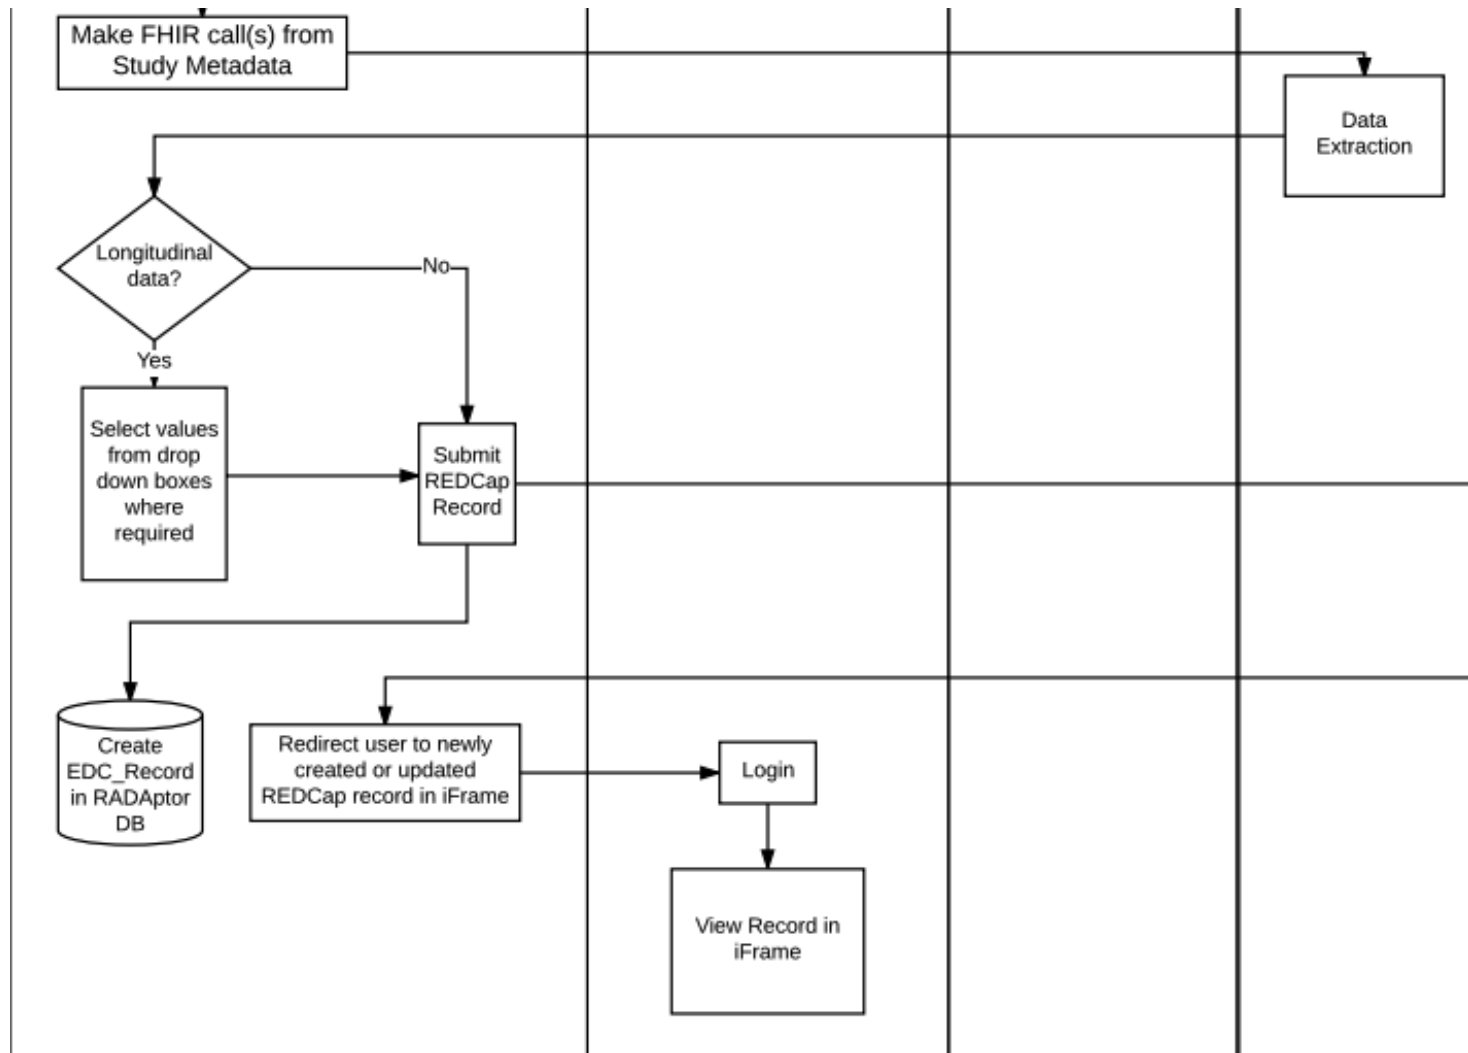 Make FHIR call(s) from
Study Metadata
Data
Extraction
Longitudinal
data?
No
Yes
Select values
from drop
down boxes
where
required
Submit
REDCap
Record
Create
EDC_Record
in RADAptor
DB
Redirect user to newly
created or updated
REDCap record in iFrame
Login
View Record in
iFrame